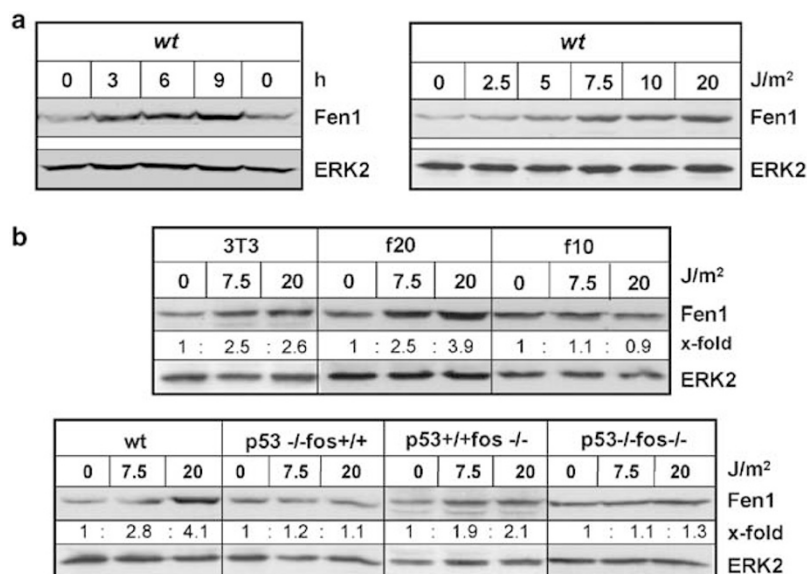 a
wt
0 3 6 9 0 h
Fen1
ERK2
wt
0 2.5 5 7.5 10 20 J/m²
Fen1
ERK2
b
3T3 f20 f10
0 7.5 20 0 7.5 20 0 7.5 20 J/m²
Fen1
1 : 2.5 : 2.6 1 : 2.5 : 3.9 1 : 1.1 : 0.9 x-fold
ERK2
wt p53 -/-fos+/+ p53+/+fos -/- p53-/-fos-/-
0 7.5 20 0 7.5 20 0 7.5 20 0 7.5 20 J/m²
Fen1
1 : 2.8 : 4.1 1 : 1.2 : 1.1 1 : 1.9 : 2.1 1 : 1.1 : 1.3 x-fold
ERK2